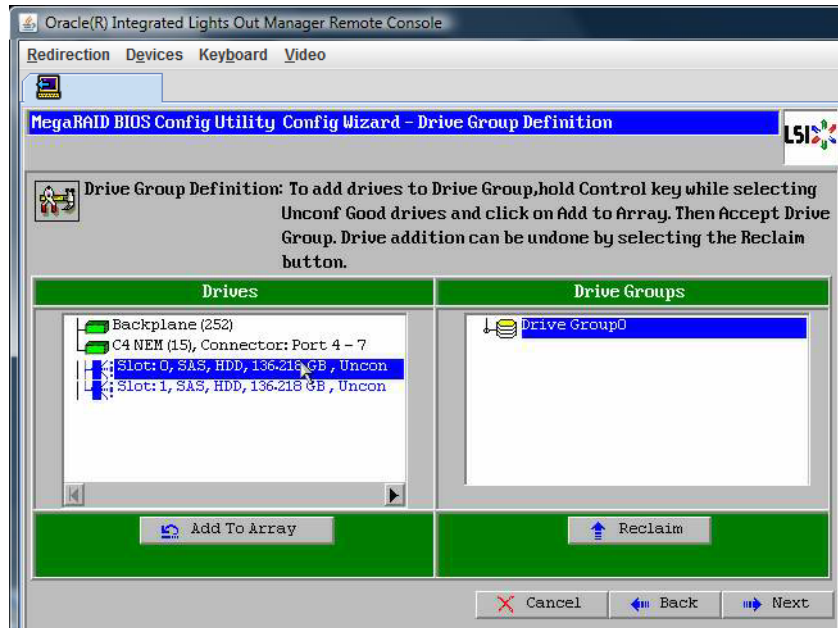 Oracle(R) Integrated Lights Out Manager Remote Console
Redirection Devices Keyboard Video
MegaRAID BIOS Config Utility Config Wizard - Drive Group Definition
LSI
Drive Group Definition: To add drives to Drive Group,hold Control key while selecting
Unconf Good drives and click on Add to Array. Then Accept Drive
Group. Drive addition can be undone by selecting the Reclaim
button.
Drives
Drive Groups
Backplane (252)
C4 NEM (15), Connector: Port 4 - 7
Slot: 0, SAS, HDD, 136.218 GB , Uncon
Slot: 1, SAS, HDD, 136.218 GB , Uncon
Drive Group0
Add To Array
Reclaim
Cancel
Back
Next